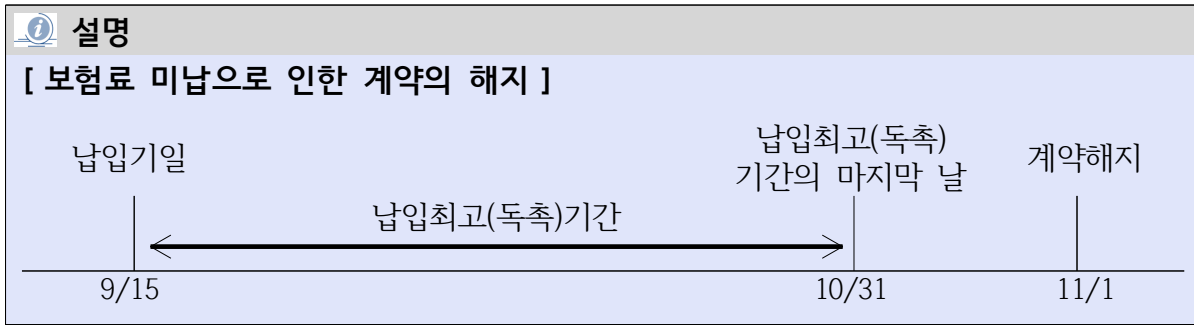 설명
[ 보험료 미납으로 인한 계약의 해지 ]
납입기일
납입최고(독촉)
기간의 마지막 날
계약해지
납입최고(독촉)기간
9/15
10/31
11/1